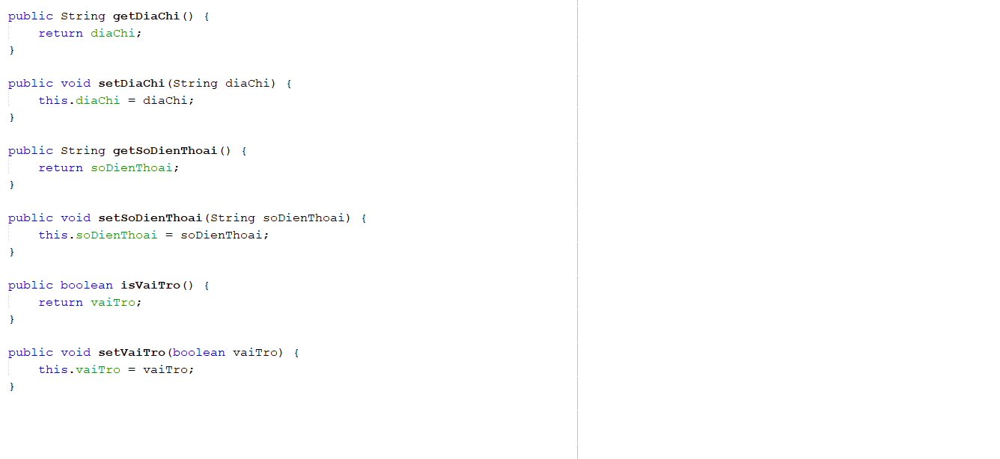 public String getDiaChi() {
    return diaChi;
}
public void setDiaChi(String diaChi) {
    this.diaChi = diaChi;
}
public String getSoDienThoai() {
    return soDienThoai;
}
public void setSoDienThoai(String soDienThoai) {
    this.soDienThoai = soDienThoai;
}
public boolean isVaiTro() {
    return vaiTro;
}
public void setVaiTro(boolean vaiTro) {
    this.vaiTro = vaiTro;
}